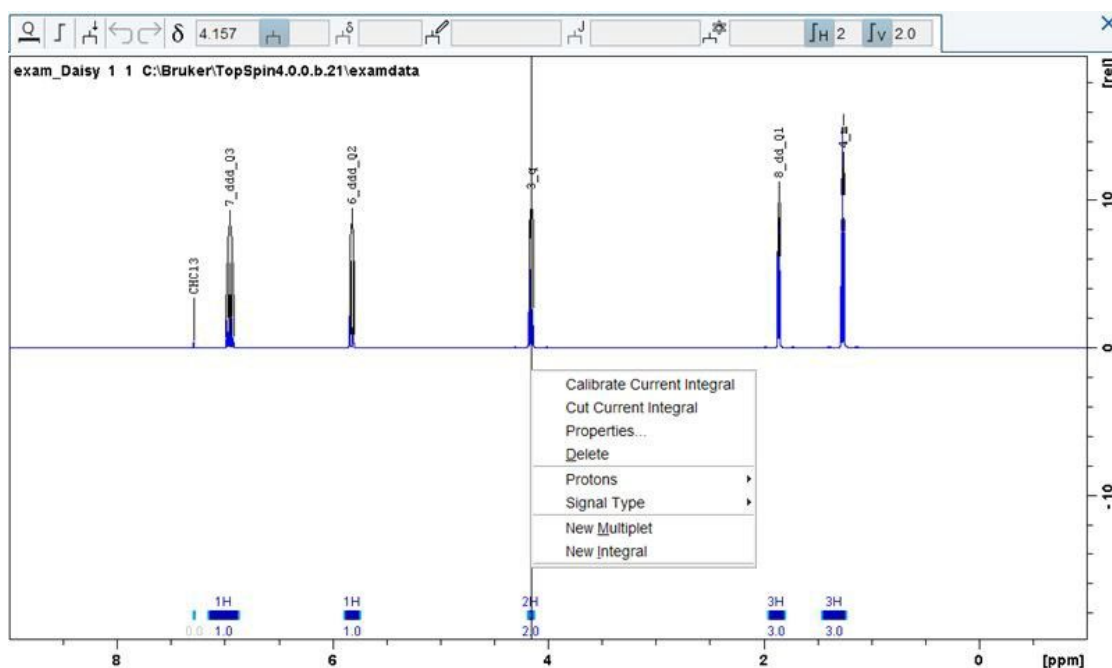 δ 4.157 δ J ∫H 2 ∫V 2.0
exam_Daisy 1 1 C:\Bruker\TopSpin4.0.0.b.21\examdata
[rel]
CHCl3
7_ddd_Q3
6_ddd_Q2
3_q
8_dd_Q1
10
0
-10
Calibrate Current Integral
Cut Current Integral
Properties...
Delete
Protons
Signal Type
New Multiplet
New Integral
1H 1H 2H 3H 3H
0.0 1.0 1.0 2.0 3.0 3.0
8 6 4 2 0 [ppm]